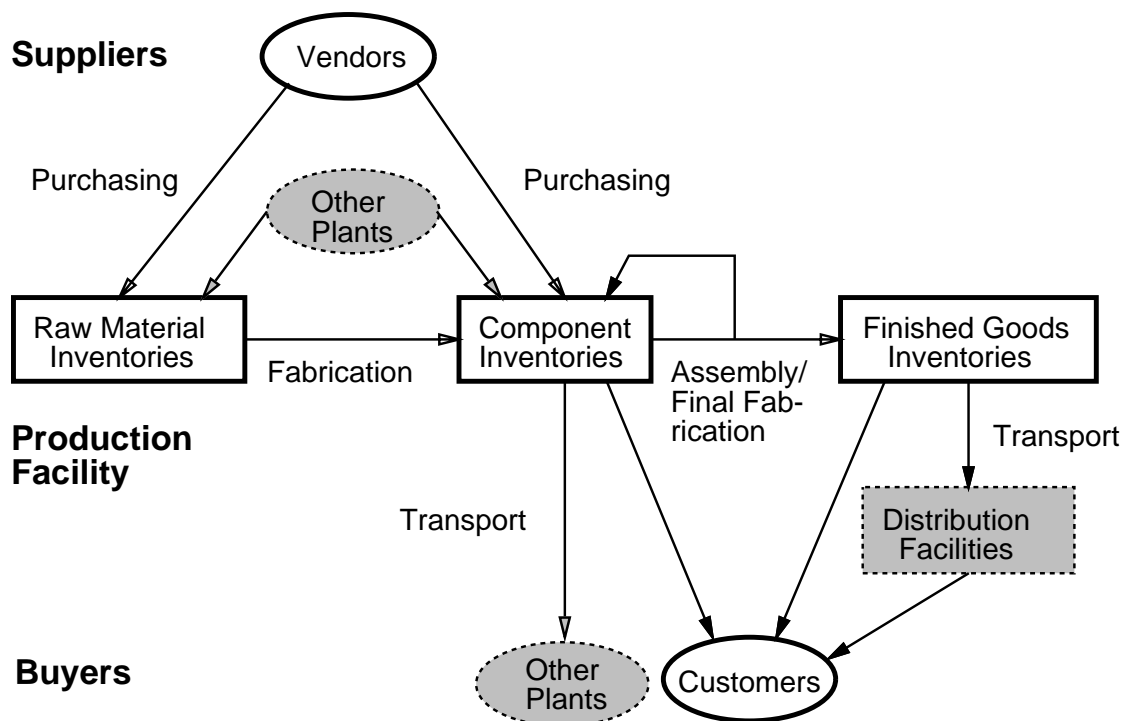 Suppliers
Vendors
Purchasing
Other
Plants
Purchasing
Raw Material
Inventories
Component
Inventories
Finished Goods
Inventories
Fabrication
Assembly/
Final Fab-
rication
Production
Facility
Transport
Transport
Distribution
Facilities
Buyers
Other
Plants
Customers